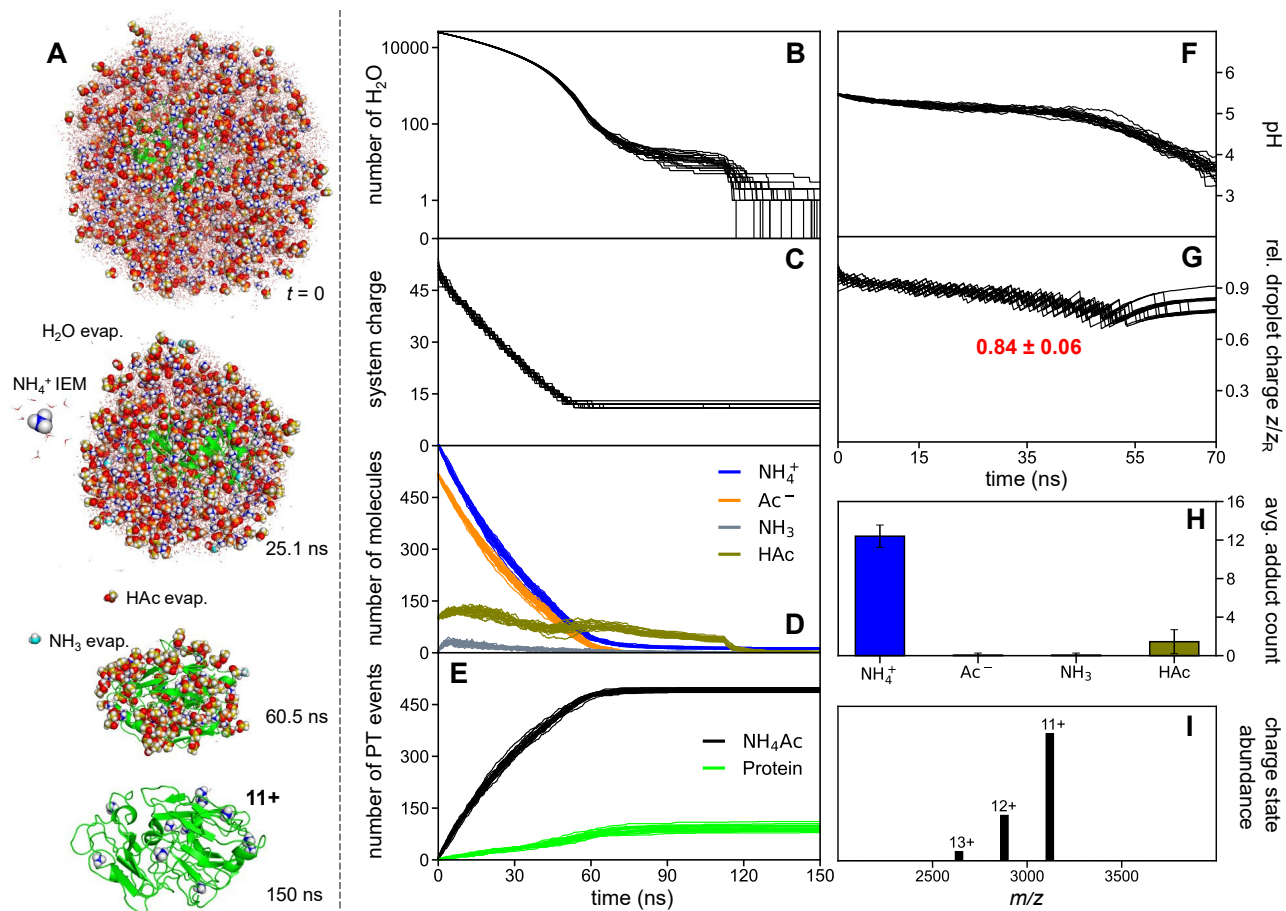 A
t = 0
H₂O evap.
NH₄⁺ IEM
25.1 ns
HAc evap.
NH₃ evap.
60.5 ns
11+
150 ns
B
number of H₂O
10000
100
1
0
C
system charge
45
30
15
0
D
number of molecules
450
300
150
0
NH₄⁺
Ac⁻
NH₃
HAc
E
number of PT events
450
300
150
0
NH₄Ac
Protein
0 30 60 90 120 150
time (ns)
F
pH
6
5
4
3
G
rel. droplet charge z/z_R
0.9
0.6
0.3
0.84 ± 0.06
0 15 35 55 70
time (ns)
H
avg. adduct count
16
12
8
4
0
NH₄⁺ Ac⁻ NH₃ HAc
I
charge state
abundance
11+
12+
13+
2500 3000 3500
m/z